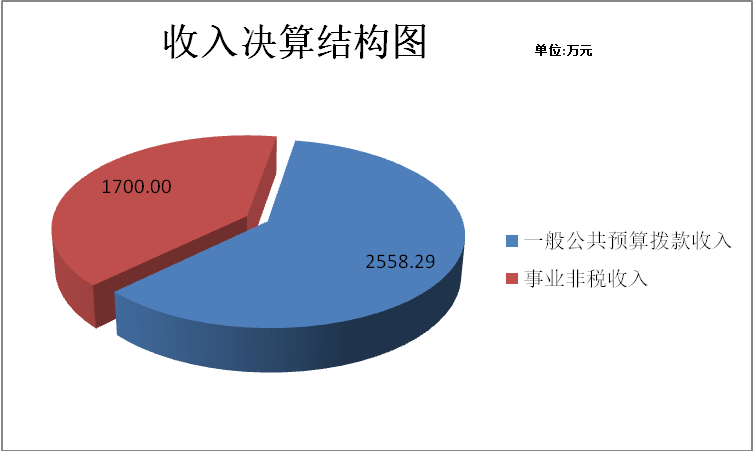 收入决算结构图
单位:万元
1700.00
2558.29
一般公共预算拨款收入
事业非税收入